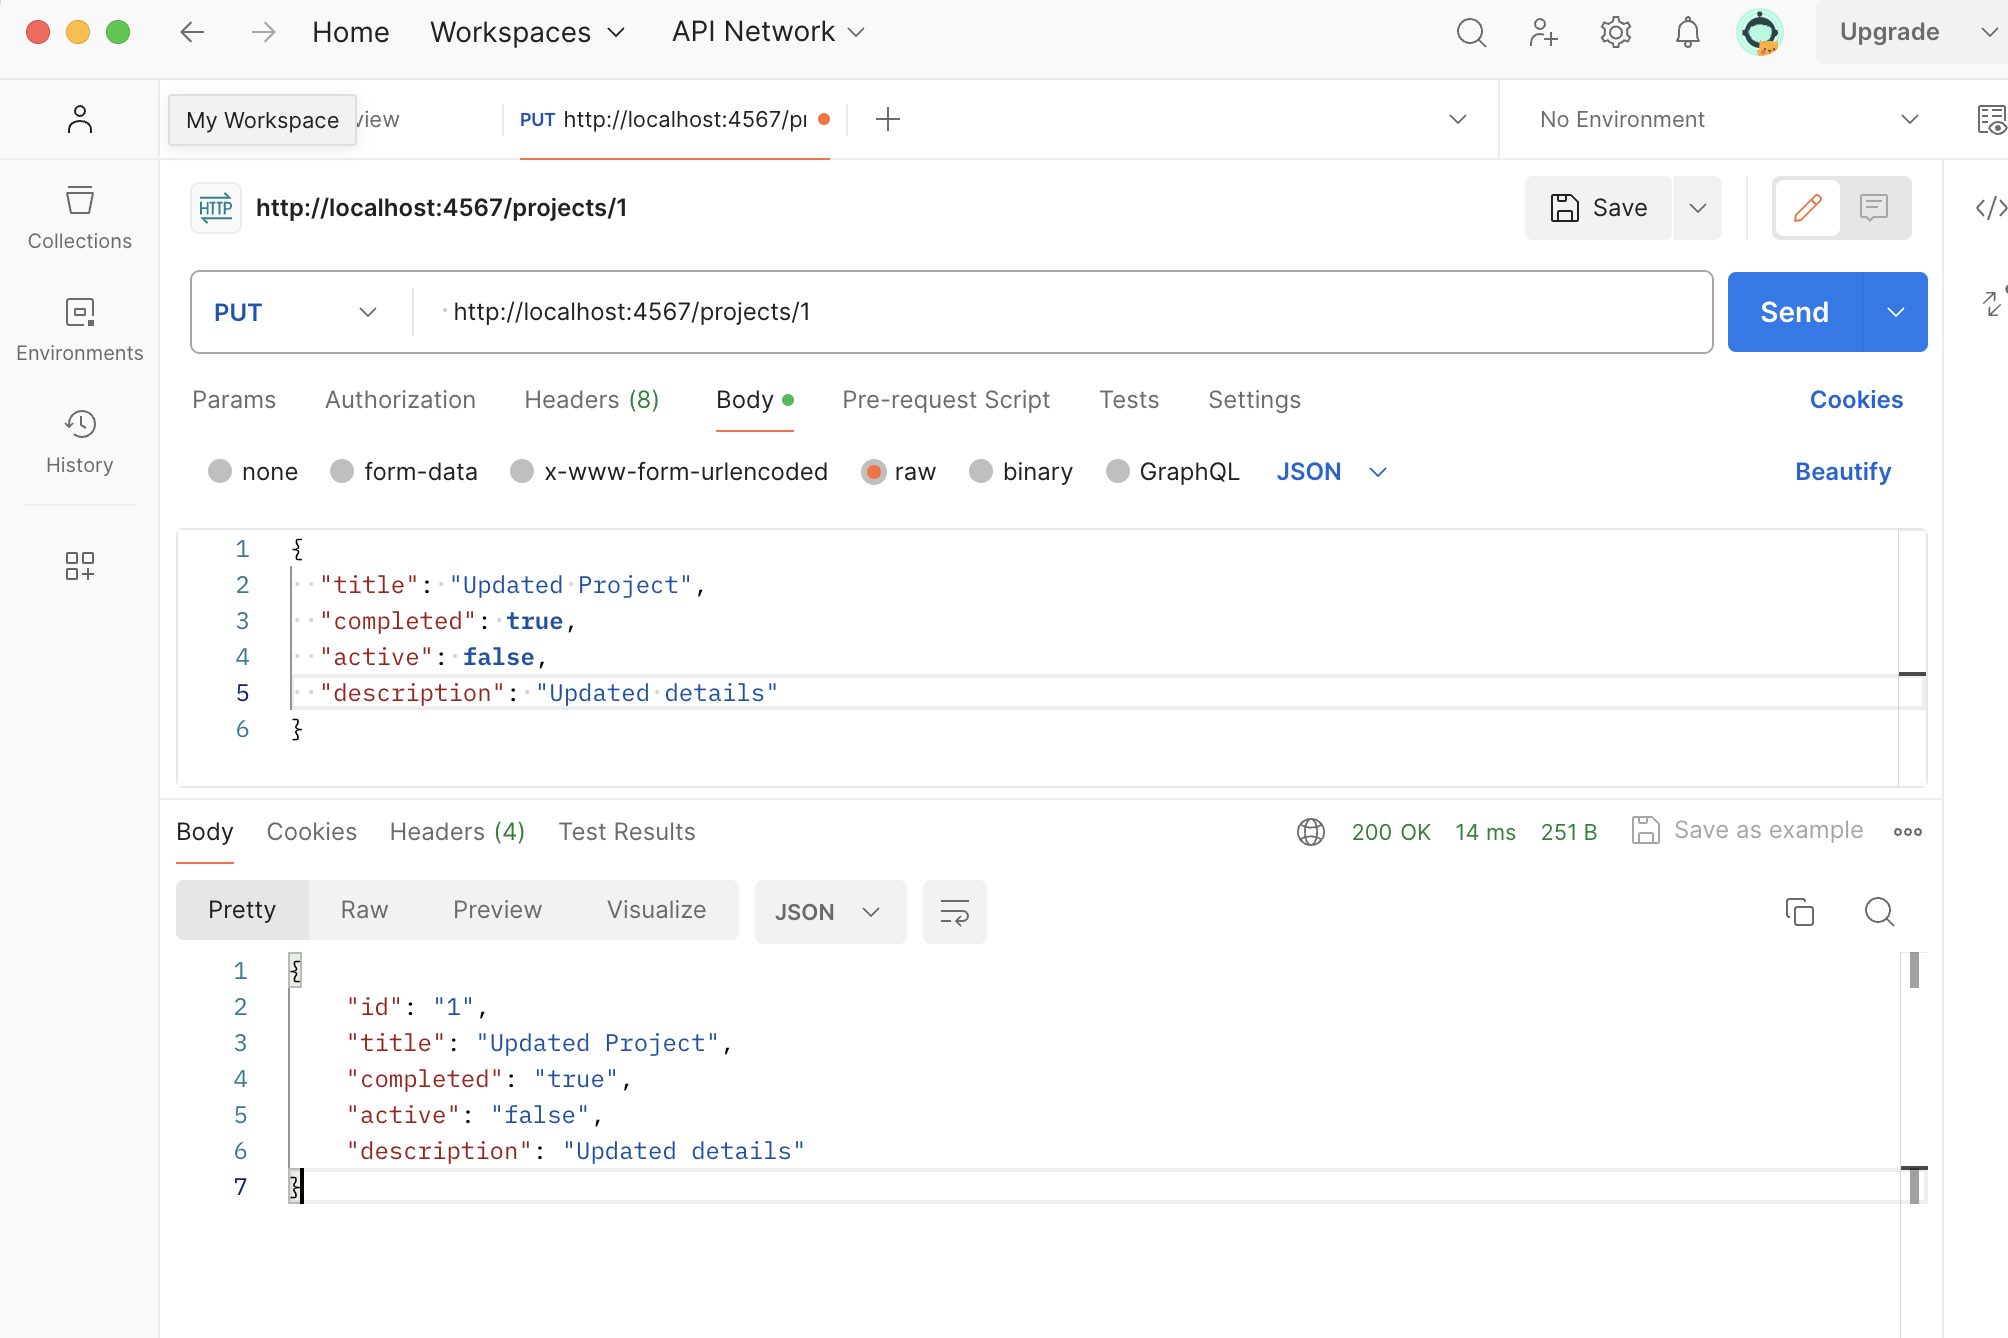 Home Workspaces API Network Upgrade
My Workspace view PUT http://localhost:4567/pr No Environment
HTTP http://localhost:4567/projects/1 Save
Collections
Environments
History
PUT http://localhost:4567/projects/1 Send
Params Authorization Headers (8) Body Pre-request Script Tests Settings Cookies
none form-data x-www-form-urlencoded raw binary GraphQL JSON Beautify
1 {
2 "title": "Updated Project",
3 "completed": true,
4 "active": false,
5 "description": "Updated details"
6 }
Body Cookies Headers (4) Test Results 200 OK 14 ms 251 B Save as example
Pretty Raw Preview Visualize JSON
1 {
2 "id": "1",
3 "title": "Updated Project",
4 "completed": "true",
5 "active": "false",
6 "description": "Updated details"
7 }